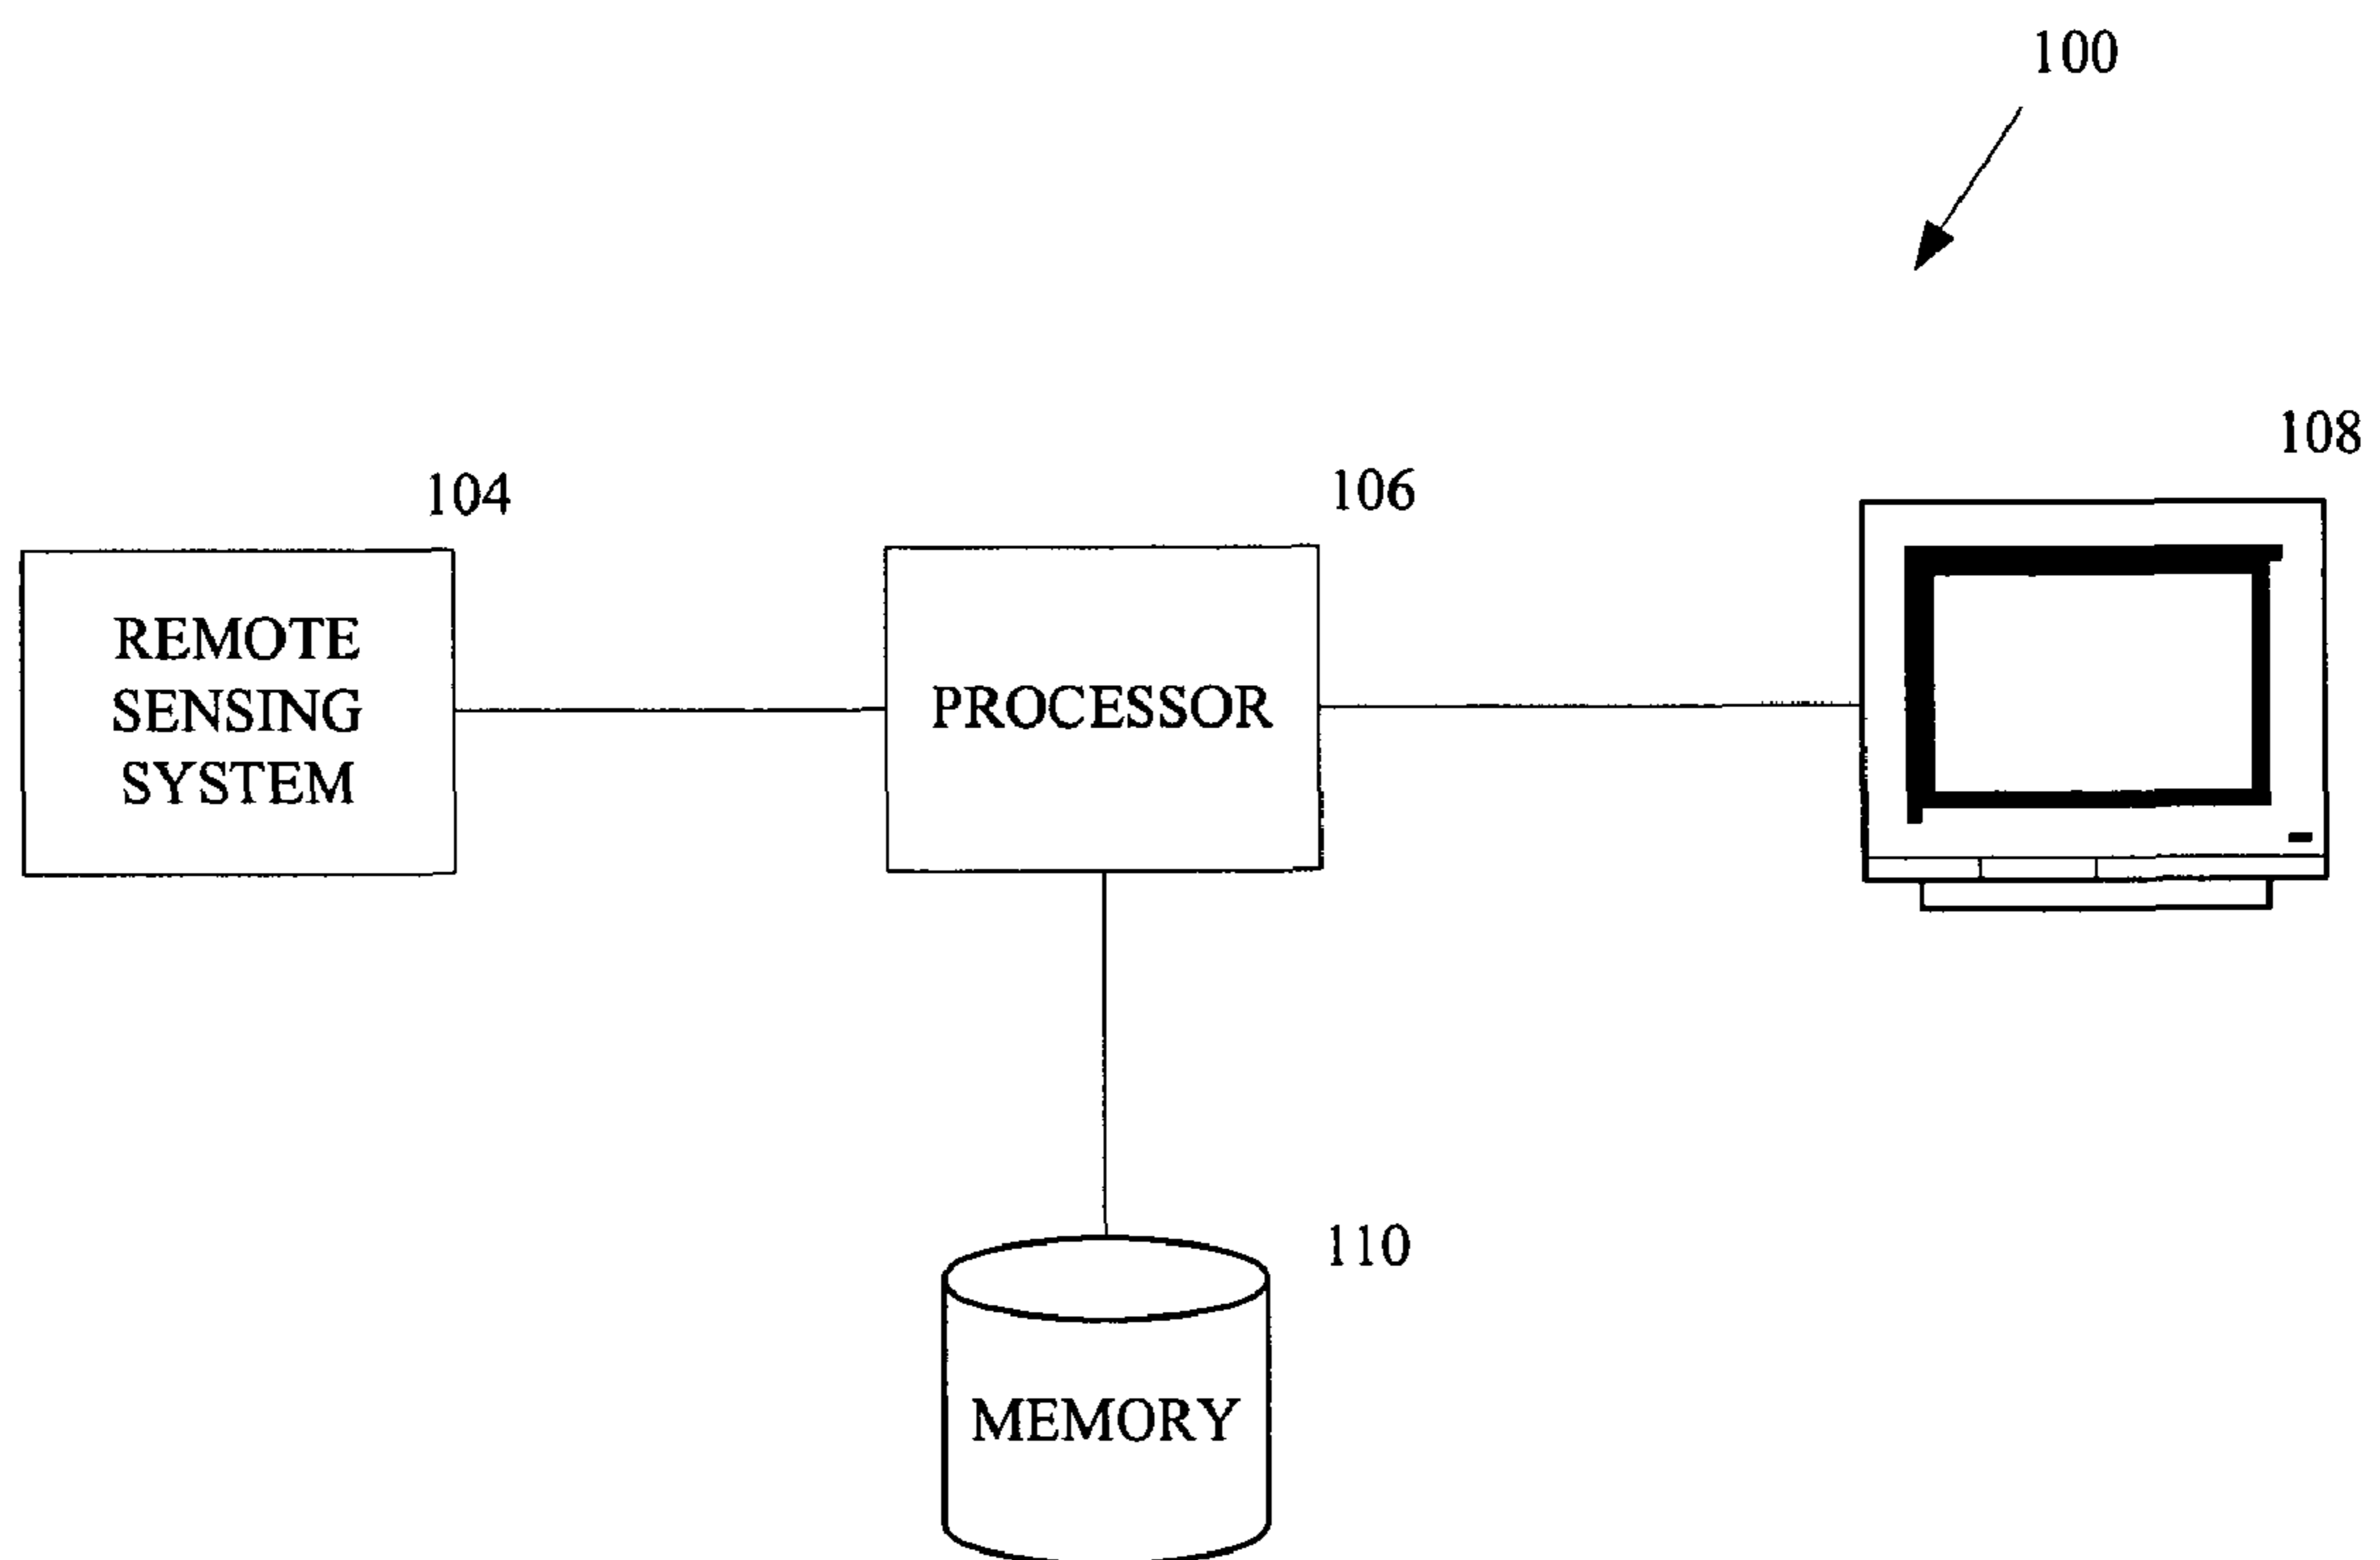 100
108
104
106
REMOTE
SENSING
SYSTEM
PROCESSOR
110
MEMORY